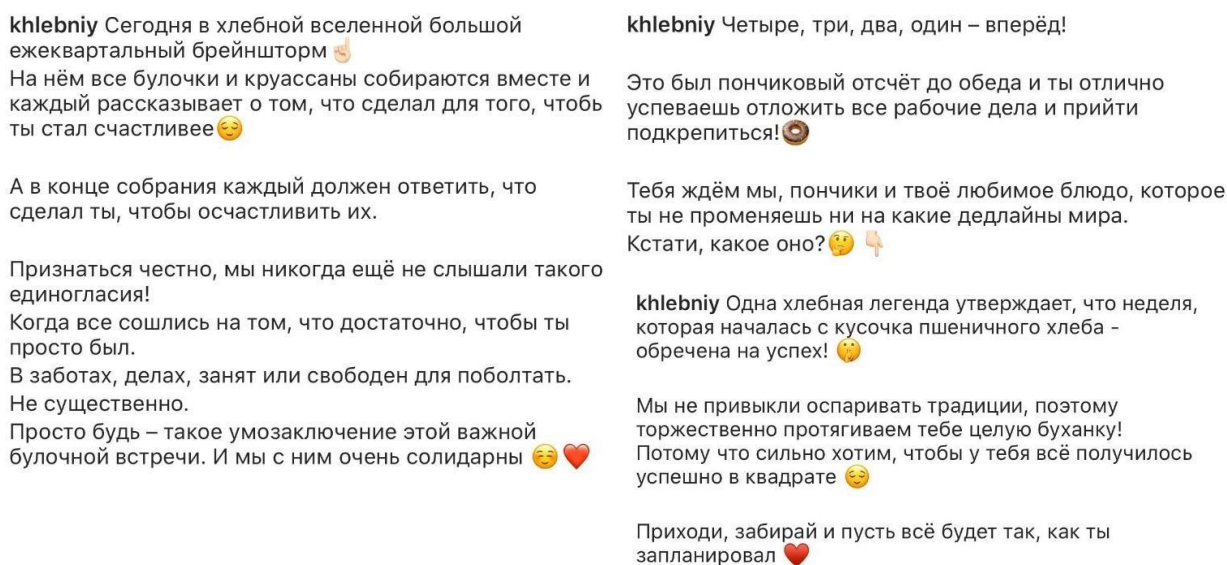 khlebniy Сегодня в хлебной вселенной большой
ежеквартальный брейншторм☝🏻
На нём все булочки и круассаны собираются вместе и
каждый рассказывает о том, что сделал для того, чтобы
ты стал счастливее😌
А в конце собрания каждый должен ответить, что
сделал ты, чтобы осчастливить их.
Признаться честно, мы никогда ещё не слышали такого
единогласия!
Когда все сошлись на том, что достаточно, чтобы ты
просто был.
В заботах, делах, занят или свободен для поболтать.
Не существенно.
Просто будь – такое умозаключение этой важной
булочной встречи. И мы с ним очень солидарны ☺️ ❤️
khlebniy Четыре, три, два, один – вперёд!
Это был пончиковый отсчёт до обеда и ты отлично
успеваешь отложить все рабочие дела и прийти
подкрепиться!🍩
Тебя ждём мы, пончики и твоё любимое блюдо, которое
ты не променяешь ни на какие дедлайны мира.
Кстати, какое оно?🤔 👇🏻
khlebniy Одна хлебная легенда утверждает, что неделя,
которая началась с кусочка пшеничного хлеба -
обречена на успех! 🤫
Мы не привыкли оспаривать традиции, поэтому
торжественно протягиваем тебе целую буханку!
Потому что сильно хотим, чтобы у тебя всё получилось
успешно в квадрате 😌
Приходи, забирай и пусть всё будет так, как ты
запланировал ♥️